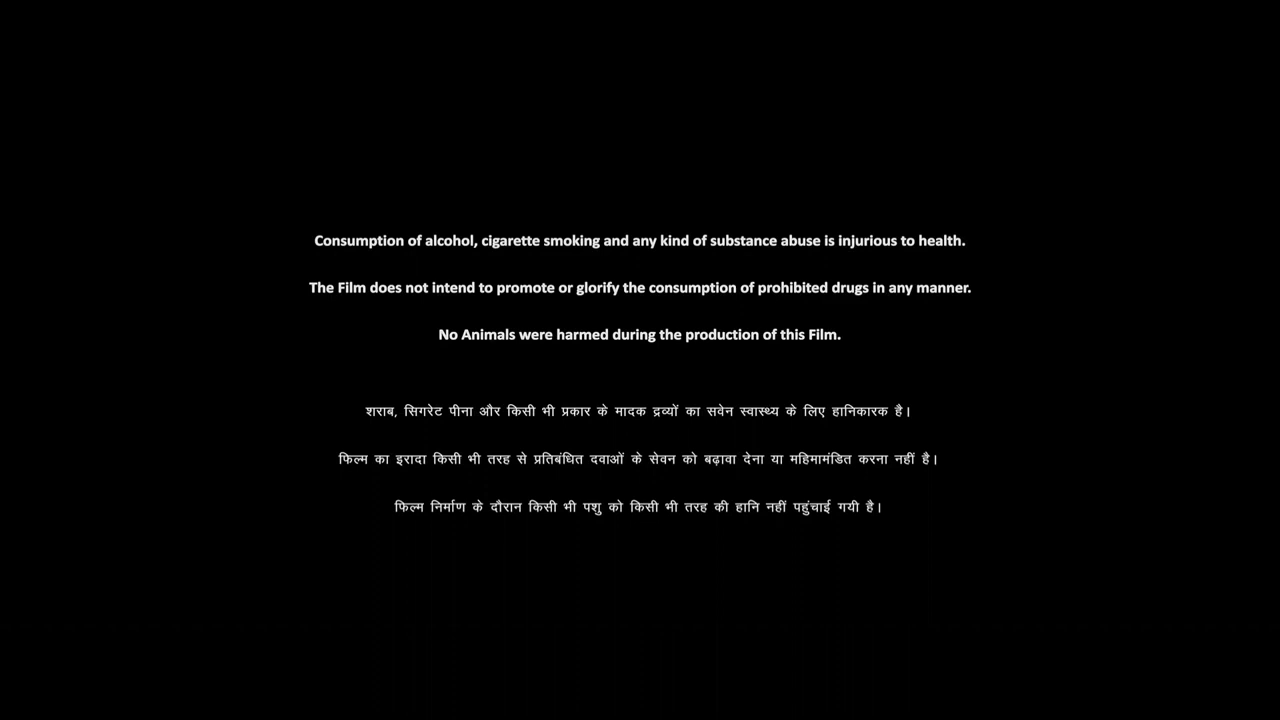 Consumption of alcohol, cigarette smoking and any kind of substance abuse is injurious to health.
The Film does not intend to promote or glorify the consumption of prohibited drugs in any manner.
No Animals were harmed during the production of this Film.
शराब, सिगरेट पीना और किसी भी प्रकार के मादक द्रव्यों का सवेन स्वास्थ्य के लिए हानिकारक है।
फिल्म का इरादा किसी भी तरह से प्रतिबंधित दवाओं के सेवन को बढ़ावा देना या महिमामंडित करना नहीं है।
फिल्म निर्माण के दौरान किसी भी पशु को किसी भी तरह की हानि नहीं पहुंचाई गयी है।